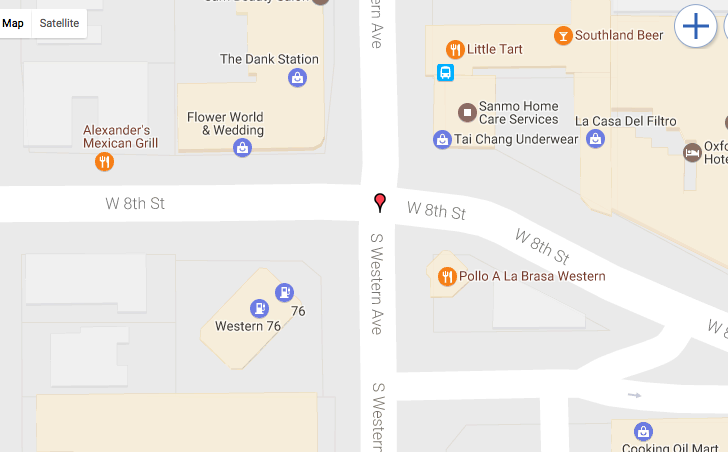 Map
Satellite
ern Ave
The Dank Station
Little Tart
Southland Beer
Flower World
& Wedding
Sanmo Home
Care Services
La Casa Del Filtro
Alexander's
Mexican Grill
Tai Chang Underwear
Oxfo
Hote
W 8th St
W 8th St
W 8th St
S Western Ave
Pollo A La Brasa Western
76
Western 76
W 8
S Western
Cooking Oil Mart